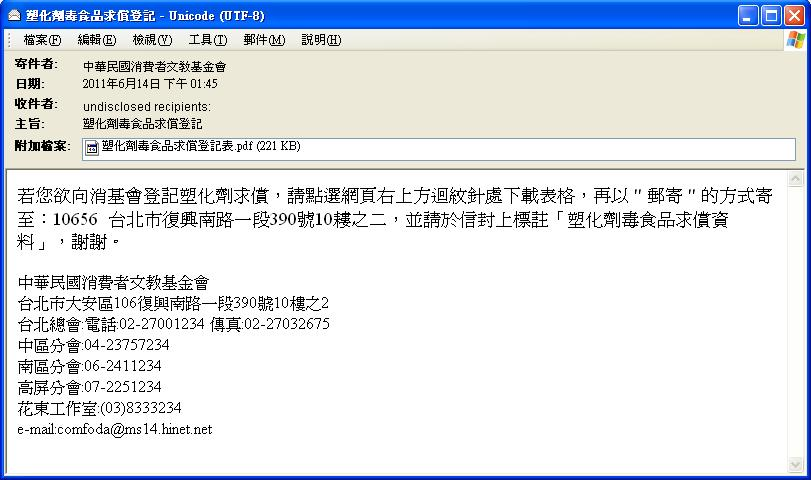 塑化劑毒食品求償登記 - Unicode (UTF-8)
檔案(F) 編輯(E) 檢視(V) 工具(T) 郵件(M) 說明(H)
寄件者: 中華民國消費者文教基金會
日期: 2011年6月14日 下午 01:45
收件者: undisclosed recipients:
主旨: 塑化劑毒食品求償登記
附加檔案: 塑化劑毒食品求償登記表.pdf (221 KB)
若您欲向消基會登記塑化劑求償，請點選網頁右上方迴紋針處下載表格，再以＂郵寄＂的方式寄
至：10656 台北市復興南路一段390號10樓之二，並請於信封上標註「塑化劑毒食品求償資
料」，謝謝。
中華民國消費者文教基金會
台北市大安區106復興南路一段390號10樓之2
台北總會:電話:02-27001234 傳真:02-27032675
中區分會:04-23757234
南區分會:06-2411234
高屏分會:07-2251234
花東工作室:(03)8333234
e-mail:comfoda@ms14.hinet.net